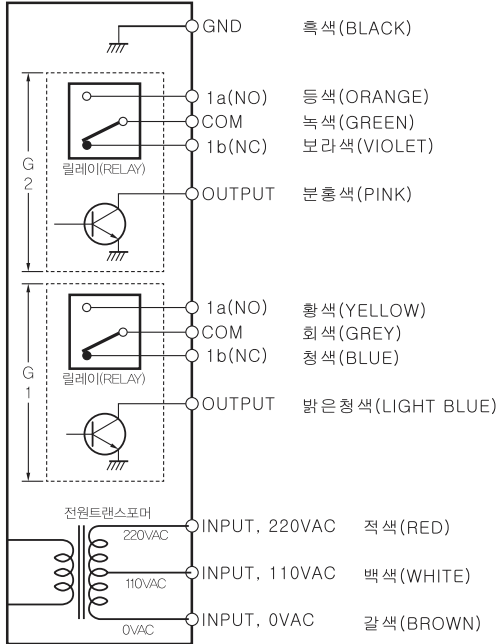 GND 흑색(BLACK)
1a(NO) 등색(ORANGE)
COM 녹색(GREEN)
1b(NC) 보라색(VIOLET)
G2
릴레이(RELAY)
OUTPUT 분홍색(PINK)
1a(NO) 황색(YELLOW)
COM 회색(GREY)
1b(NC) 청색(BLUE)
G1
릴레이(RELAY)
OUTPUT 밝은청색(LIGHT BLUE)
전원트랜스포머
220VAC INPUT, 220VAC 적색(RED)
110VAC INPUT, 110VAC 백색(WHITE)
0VAC INPUT, 0VAC 갈색(BROWN)